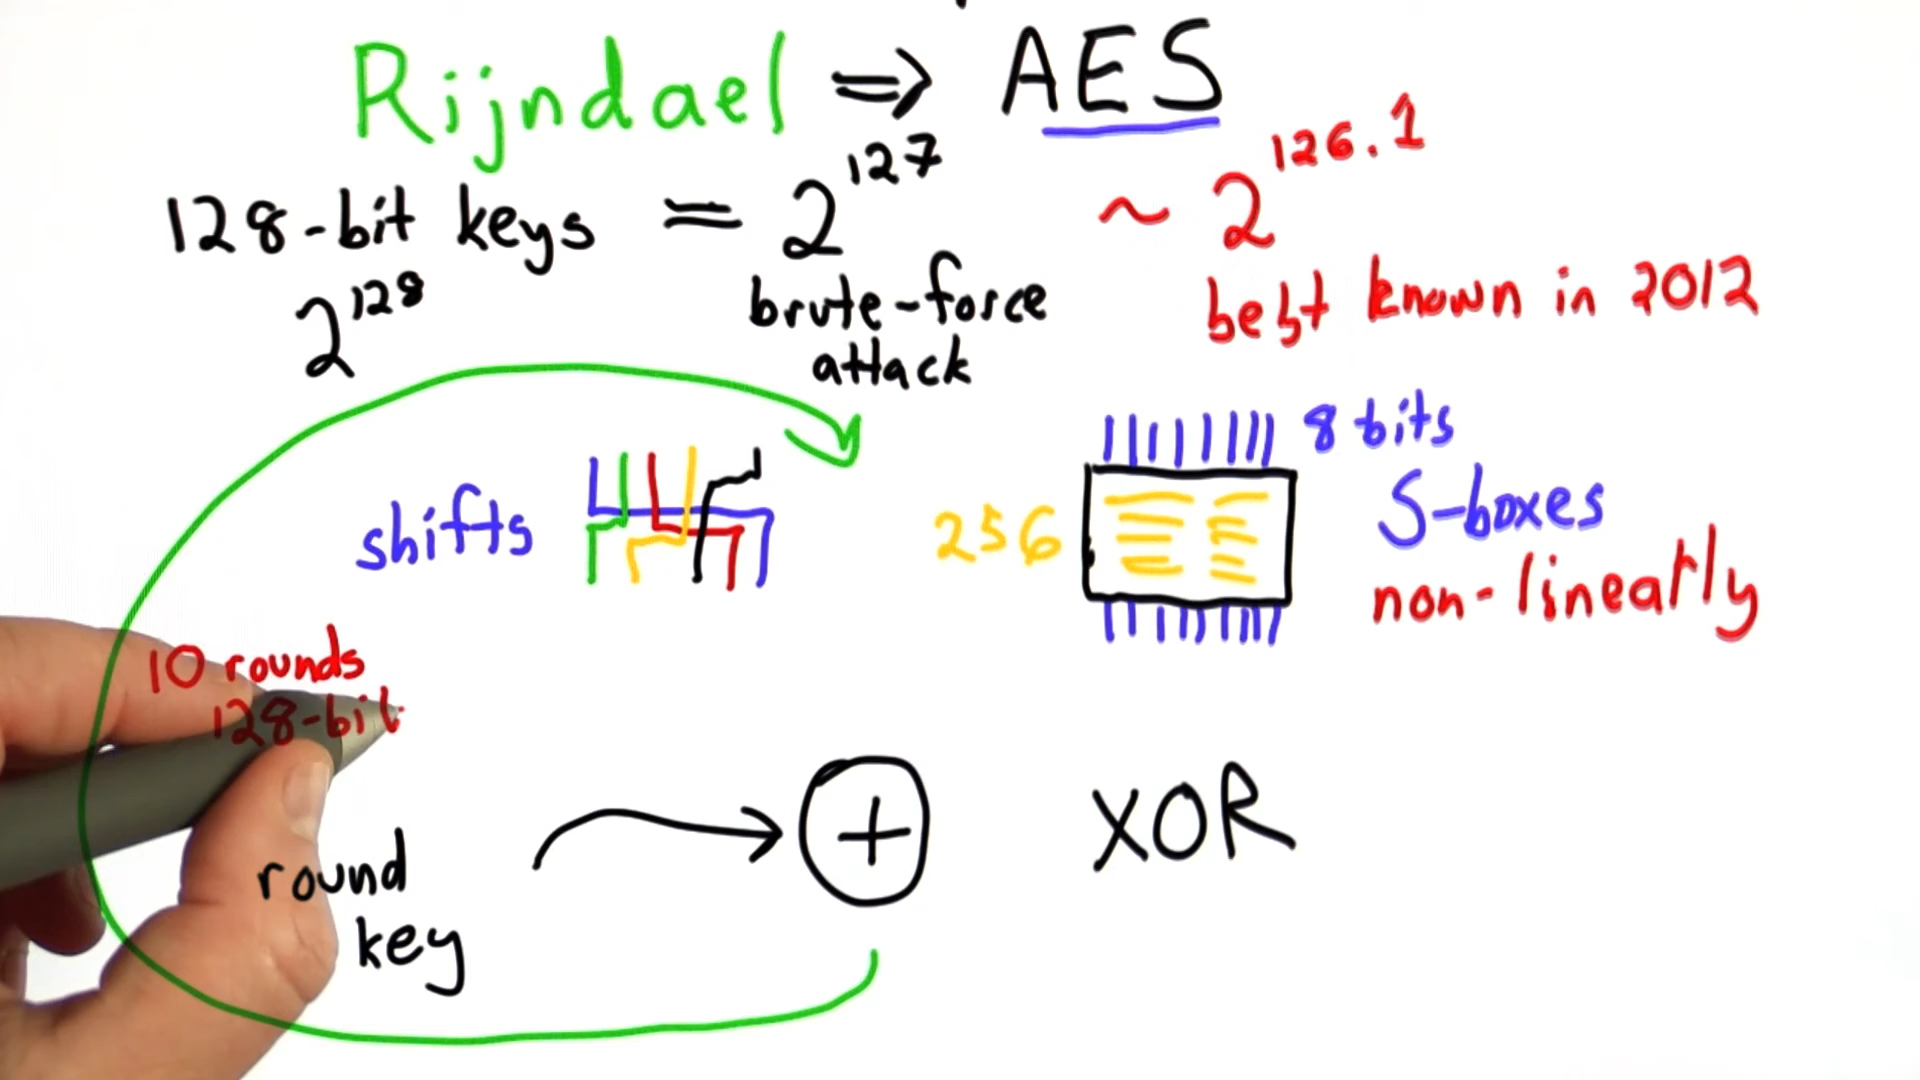 Rijndael ⇒ AES
128-bit keys = 2^127 ~ 2^126.1
2^128
brute-force
attack
best known in 2012
shifts
256
8 bits
S-boxes
non-linearly
10 rounds
128-bit
round
key
+
XOR